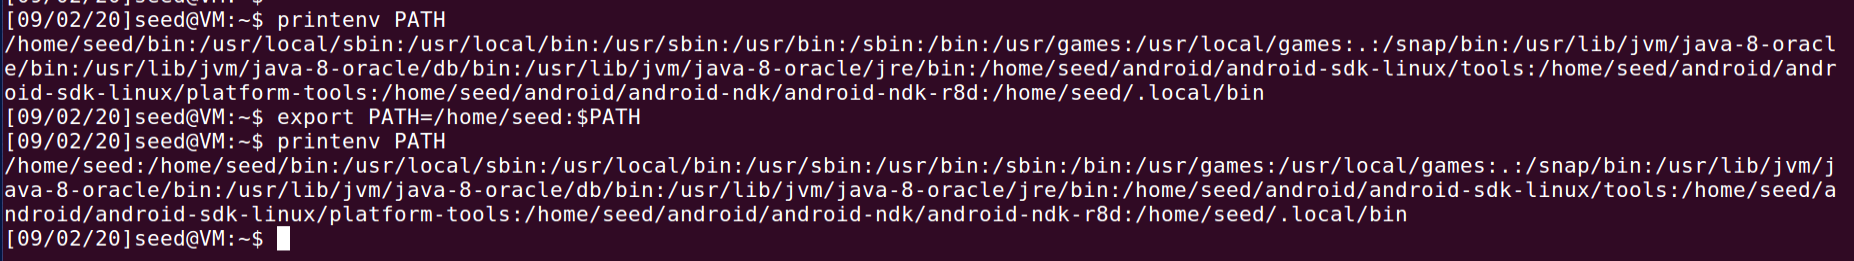 [09/02/20]seed@VM:~$ printenv PATH
/home/seed/bin:/usr/local/sbin:/usr/local/bin:/usr/sbin:/usr/bin:/sbin:/bin:/usr/games:/usr/local/games:.:/snap/bin:/usr/lib/jvm/java-8-oracl
e/bin:/usr/lib/jvm/java-8-oracle/db/bin:/usr/lib/jvm/java-8-oracle/jre/bin:/home/seed/android/android-sdk-linux/tools:/home/seed/android/andr
oid-sdk-linux/platform-tools:/home/seed/android/android-ndk/android-ndk-r8d:/home/seed/.local/bin
[09/02/20]seed@VM:~$ export PATH=/home/seed:$PATH
[09/02/20]seed@VM:~$ printenv PATH
/home/seed:/home/seed/bin:/usr/local/sbin:/usr/local/bin:/usr/sbin:/usr/bin:/sbin:/bin:/usr/games:/usr/local/games:.:/snap/bin:/usr/lib/jvm/j
ava-8-oracle/bin:/usr/lib/jvm/java-8-oracle/db/bin:/usr/lib/jvm/java-8-oracle/jre/bin:/home/seed/android/android-sdk-linux/tools:/home/seed/a
ndroid/android-sdk-linux/platform-tools:/home/seed/android/android-ndk/android-ndk-r8d:/home/seed/.local/bin
[09/02/20]seed@VM:~$